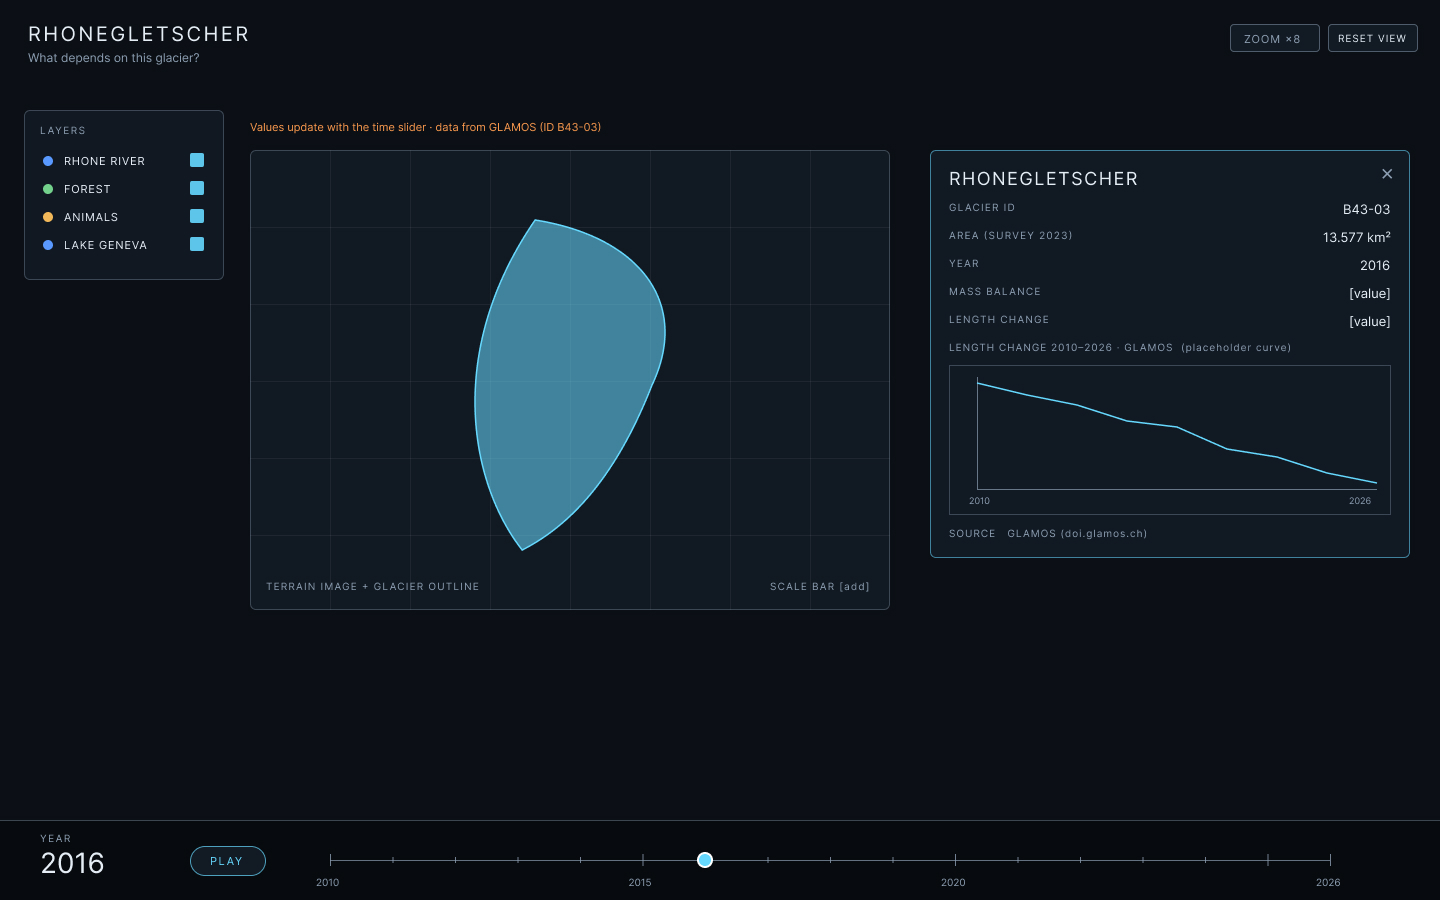 RHONEGLETSCHER
What depends on this glacier?
ZOOM ×8
RESET VIEW
LAYERS
RHONE RIVER
FOREST
ANIMALS
LAKE GENEVA
Values update with the time slider · data from GLAMOS (ID B43-03)
TERRAIN IMAGE + GLACIER OUTLINE
SCALE BAR [add]
RHONEGLETSCHER
×
GLACIER ID B43-03
AREA (SURVEY 2023) 13.577 km²
YEAR 2016
MASS BALANCE [value]
LENGTH CHANGE [value]
LENGTH CHANGE 2010–2026 · GLAMOS (placeholder curve)
2010 2026
SOURCE GLAMOS (doi.glamos.ch)
YEAR
2016
PLAY
2010 2015 2020 2026